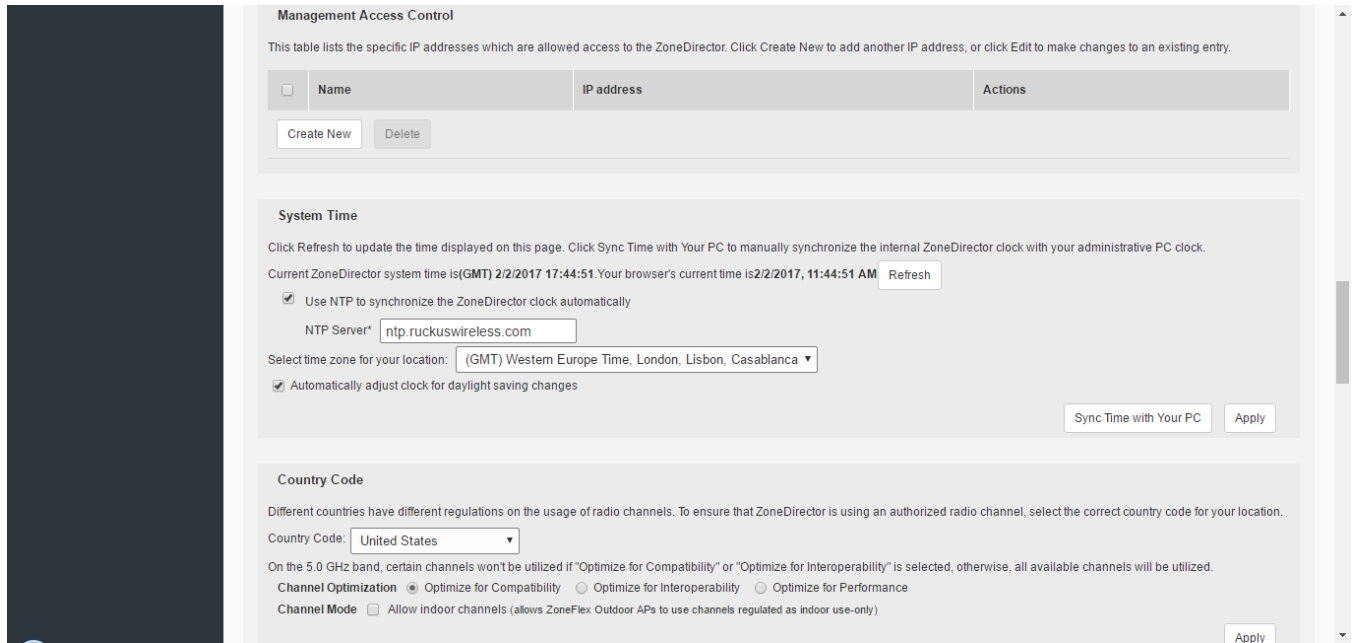 Management Access Control
This table lists the specific IP addresses which are allowed access to the ZoneDirector. Click Create New to add another IP address, or click Edit to make changes to an existing entry.
Name IP address Actions
Create New Delete
System Time
Click Refresh to update the time displayed on this page. Click Sync Time with Your PC to manually synchronize the internal ZoneDirector clock with your administrative PC clock.
Current ZoneDirector system time is(GMT) 2/2/2017 17:44:51.Your browser's current time is2/2/2017, 11:44:51 AM Refresh
Use NTP to synchronize the ZoneDirector clock automatically
NTP Server* ntp.ruckuswireless.com
Select time zone for your location: (GMT) Western Europe Time, London, Lisbon, Casablanca
Automatically adjust clock for daylight saving changes
Sync Time with Your PC Apply
Country Code
Different countries have different regulations on the usage of radio channels. To ensure that ZoneDirector is using an authorized radio channel, select the correct country code for your location.
Country Code: United States
On the 5.0 GHz band, certain channels won't be utilized if "Optimize for Compatibility" or "Optimize for Interoperability" is selected, otherwise, all available channels will be utilized.
Channel Optimization Optimize for Compatibility Optimize for Interoperability Optimize for Performance
Channel Mode Allow indoor channels (allows ZoneFlex Outdoor APs to use channels regulated as indoor use-only)
Apply